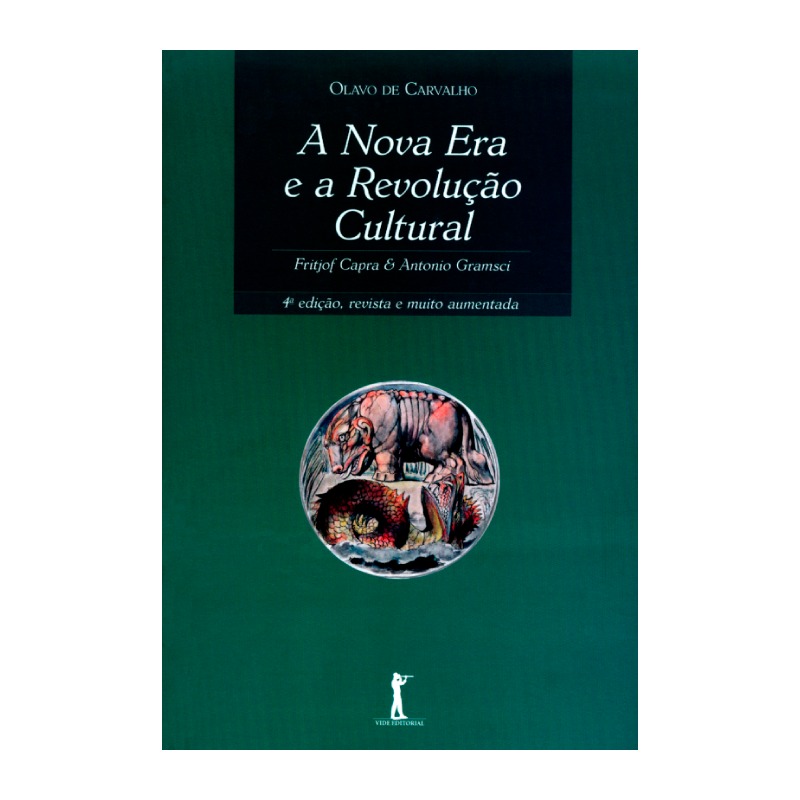 OLAVO DE CARVALHO
A Nova Era
e a Revolução
Cultural
Fritjof Capra & Antonio Gramsci
4ª edição, revista e muito aumentada
VIDE EDITORIAL